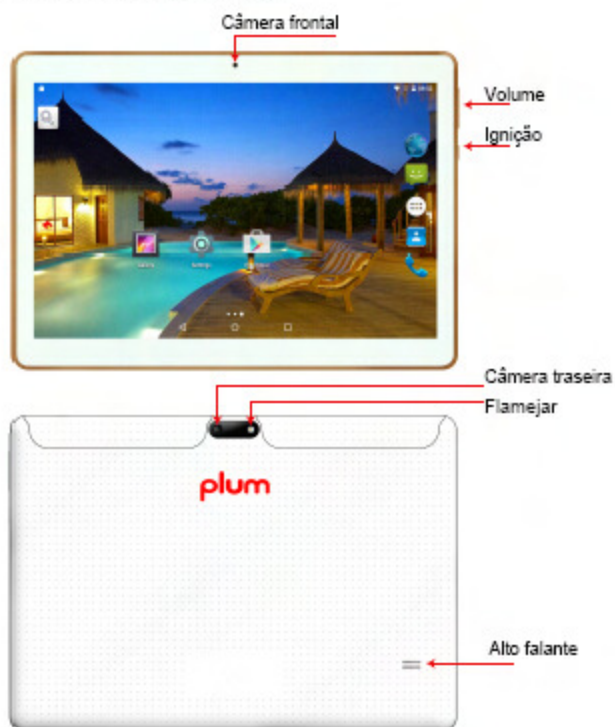 Câmera frontal
Volume
Ignição
Câmera traseira
Flamejar
plum
Alto falante